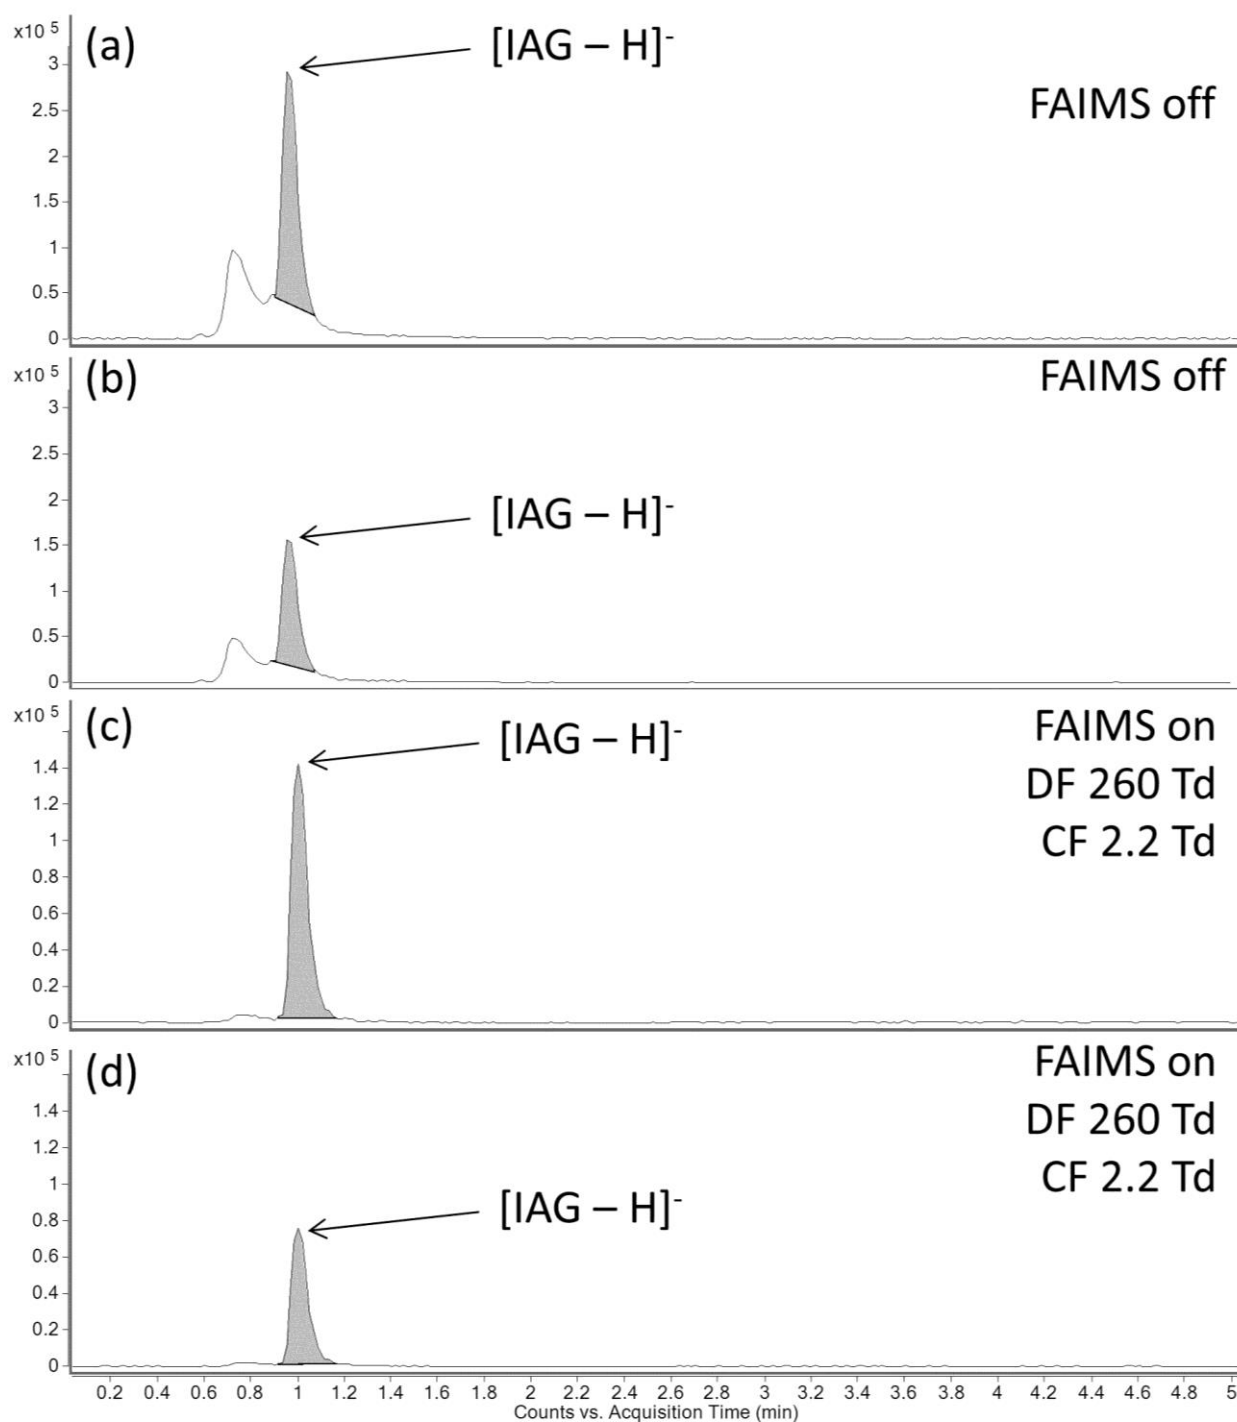 x10 5
(a)
[IAG – H]-
FAIMS off
3
2.5
2
1.5
1
0.5
0
x10 5
(b)
FAIMS off
3
2.5
2
[IAG – H]-
1.5
1
0.5
0
x10 5
(c)
[IAG – H]-
FAIMS on
DF 260 Td
CF 2.2 Td
1.4
1.2
1
0.8
0.6
0.4
0.2
0
x10 5
(d)
FAIMS on
DF 260 Td
CF 2.2 Td
1.4
1.2
1
0.8
[IAG – H]-
0.6
0.4
0.2
0
0.2 0.4 0.6 0.8 1 1.2 1.4 1.6 1.8 2 2.2 2.4 2.6 2.8 3 3.2 3.4 3.6 3.8 4 4.2 4.4 4.6 4.8 5
Counts vs. Acquisition Time (min)